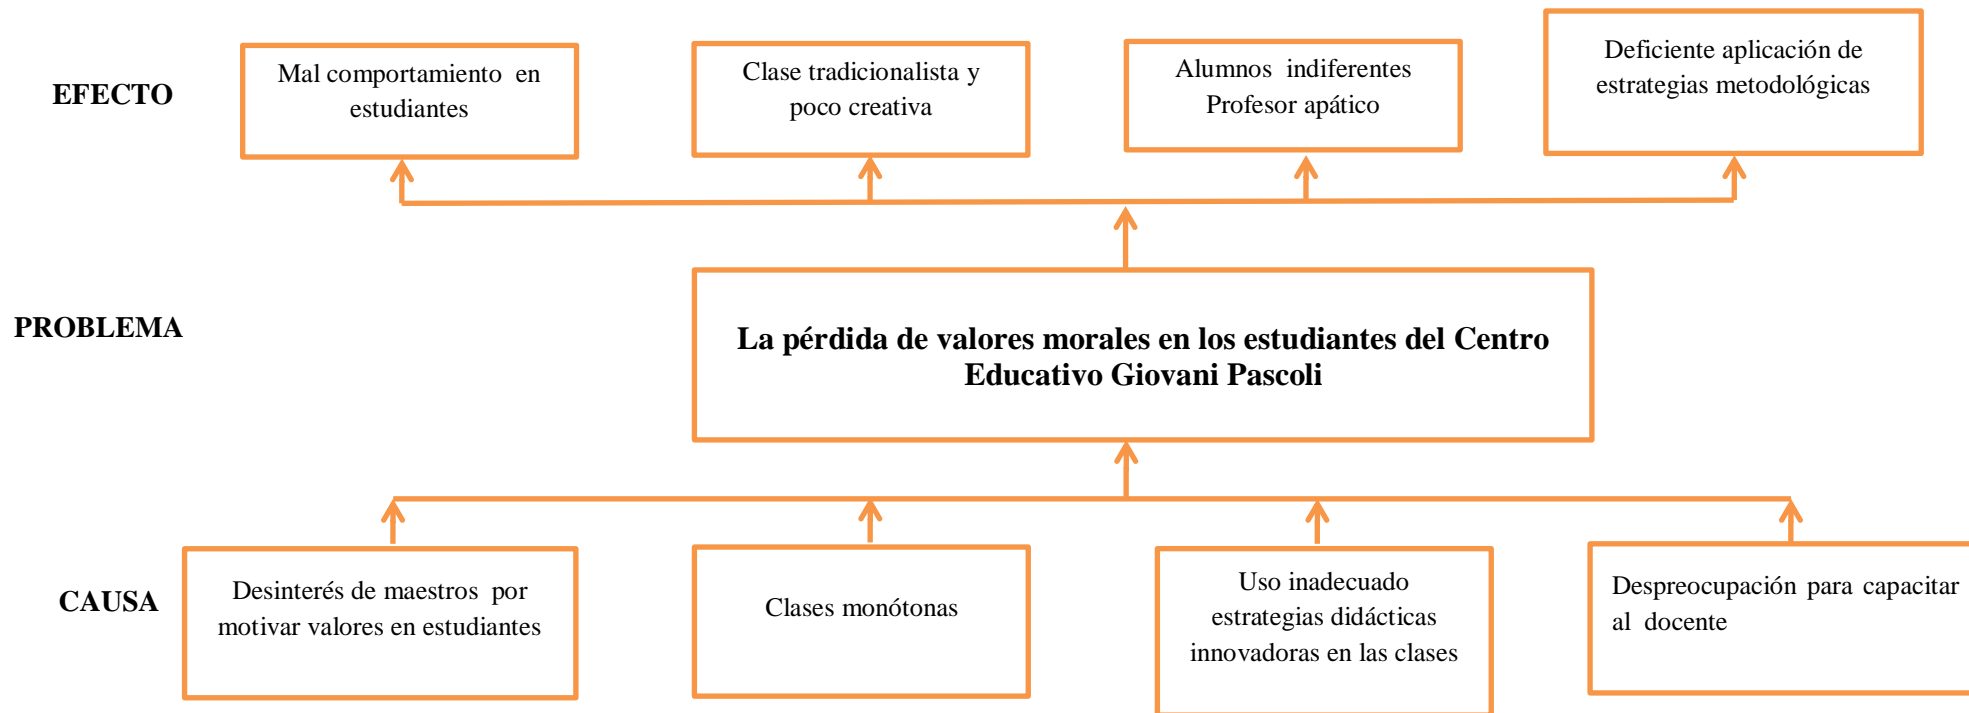 EFECTO
Mal comportamiento en
estudiantes
Clase tradicionalista y
poco creativa
Alumnos indiferentes
Profesor apático
Deficiente aplicación de
estrategias metodológicas
PROBLEMA
La pérdida de valores morales en los estudiantes del Centro
Educativo Giovani Pascoli
CAUSA
Desinterés de maestros por
motivar valores en estudiantes
Clases monótonas
Uso inadecuado
estrategias didácticas
innovadoras en las clases
Despreocupación para capacitar
al docente